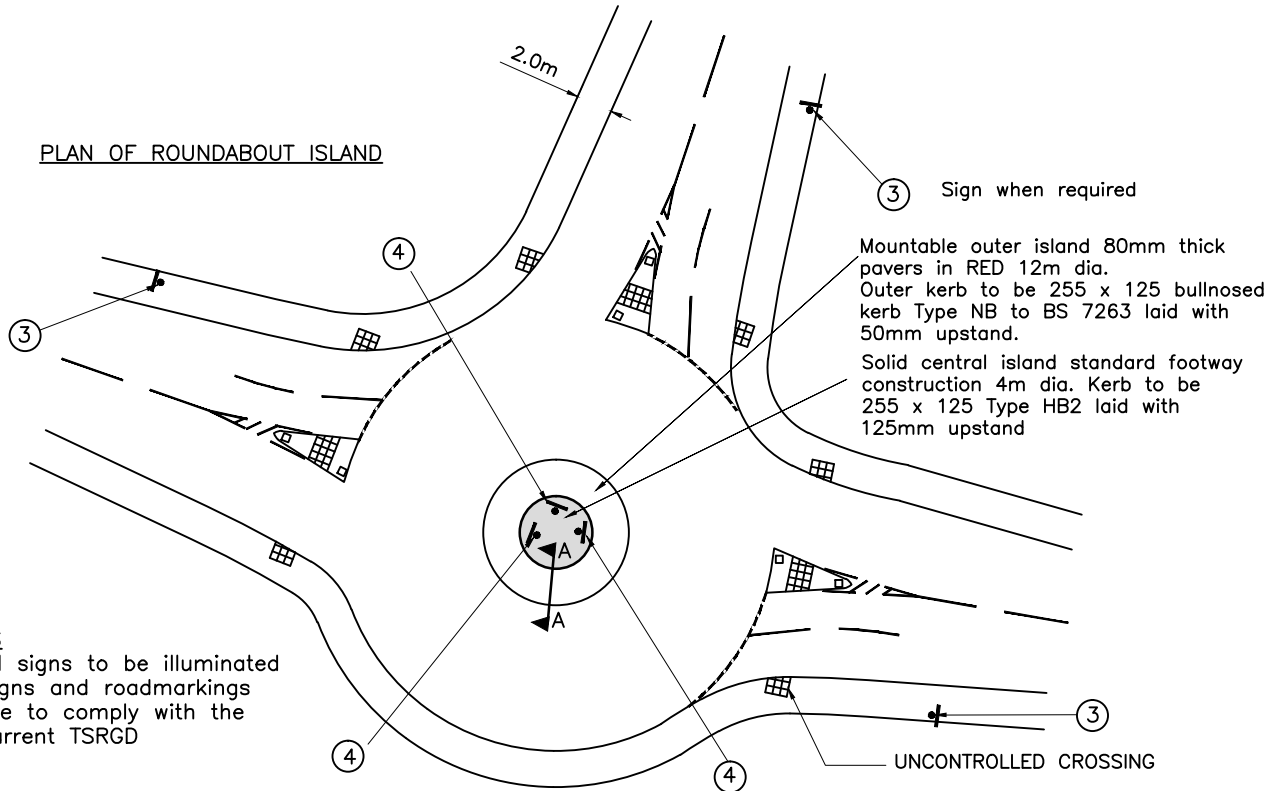 2.0m
PLAN OF ROUNDABOUT ISLAND
3
Sign when required
4
Mountable outer island 80mm thick
pavers in RED 12m dia.
Outer kerb to be 255 x 125 bullnosed
kerb Type NB to BS 7263 laid with
50mm upstand.
3
Solid central island standard footway
construction 4m dia. Kerb to be
255 x 125 Type HB2 laid with
125mm upstand
A
A
signs to be illuminated
and roadmarkings
to comply with the
TSRGD
3
4
4
UNCONTROLLED CROSSING